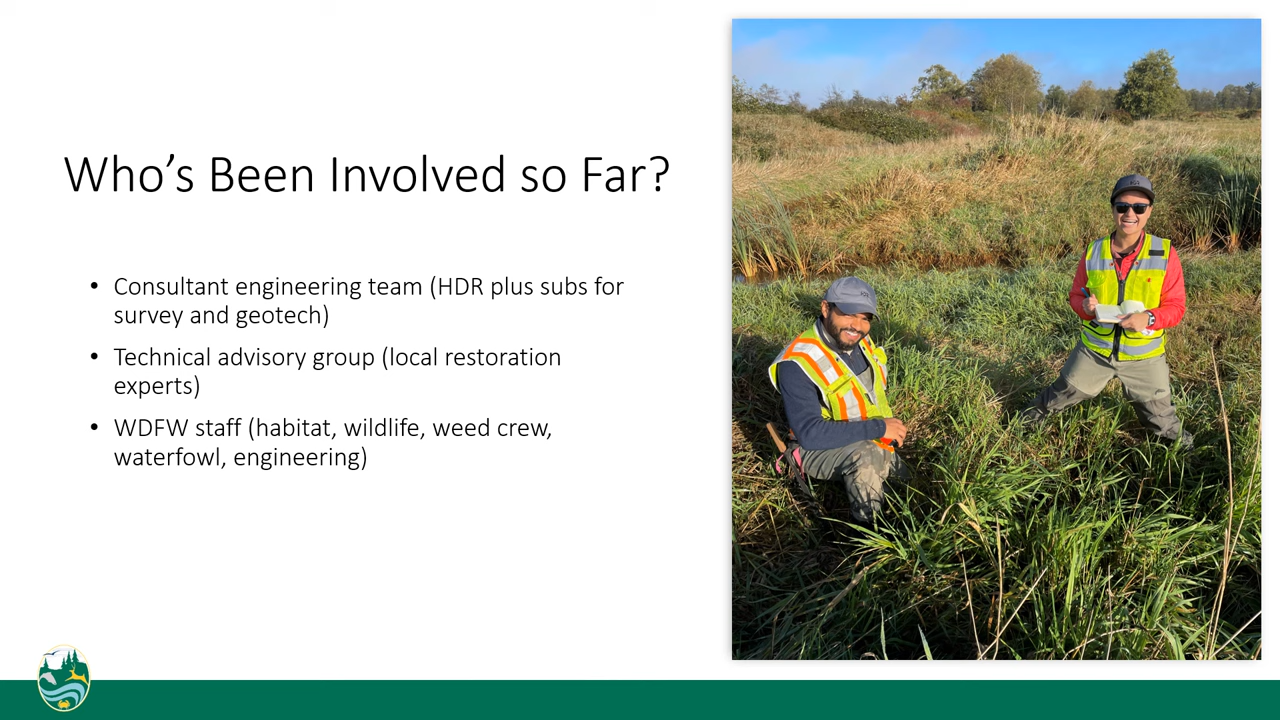 Who’s Been Involved so Far?
• Consultant engineering team (HDR plus subs for
survey and geotech)
• Technical advisory group (local restoration
experts)
• WDFW staff (habitat, wildlife, weed crew,
waterfowl, engineering)